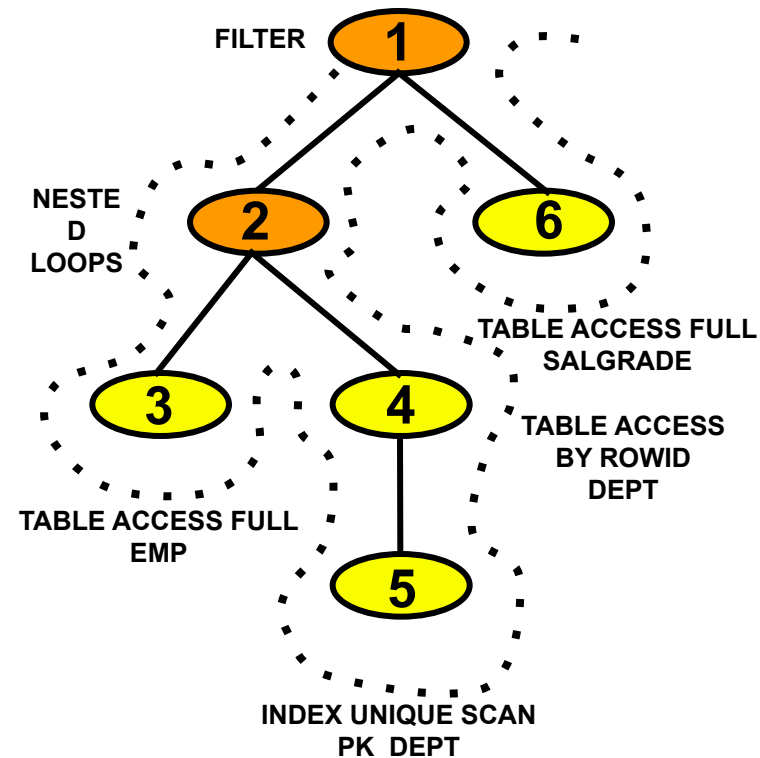 FILTER
1
NESTE
D
LOOPS
2
6
TABLE ACCESS FULL
SALGRADE
3
4
TABLE ACCESS
BY ROWID
DEPT
TABLE ACCESS FULL
EMP
5
INDEX UNIQUE SCAN
PK DEPT